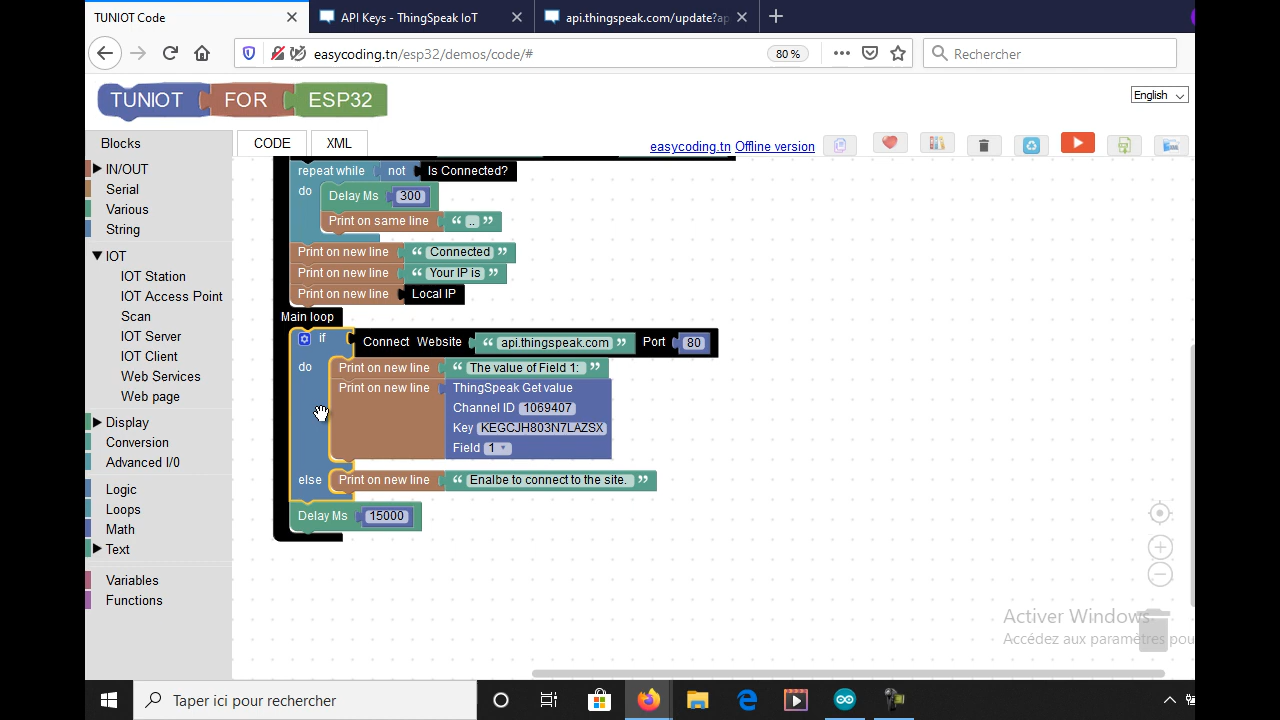 TUNIOT Code
API Keys - ThingSpeak IoT
api.thingspeak.com/update?ap
easycoding.tn/esp32/demos/code/#
80 %
Rechercher
TUNIOT FOR ESP32
English
Blocks
CODE
XML
easycoding.tn Offline version
IN/OUT
Serial
Various
String
IOT
IOT Station
IOT Access Point
Scan
IOT Server
IOT Client
Web Services
Web page
Display
Conversion
Advanced I/0
Logic
Loops
Math
Text
Variables
Functions
repeat while not Is Connected?
do Delay Ms 300
Print on same line “ .. ”
Print on new line “ Connected ”
Print on new line “ Your IP is ”
Print on new line Local IP
Main loop
if Connect Website “ api.thingspeak.com ” Port 80
do Print on new line “ The value of Field 1: ”
Print on new line ThingSpeak Get value
Channel ID 1069407
Key KEGCJH803N7LAZSX
Field 1
else Print on new line “ Enalbe to connect to the site. ”
Delay Ms 15000
Activer Windows
Accédez aux paramètres pou
Taper ici pour rechercher